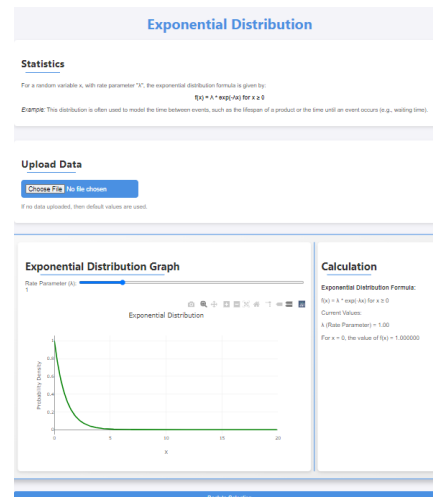 Exponential Distribution
Statistics
For a random variable x, with rate parameter "λ", the exponential distribution formula is given by:
f(x) = λ * exp(-λx) for x ≥ 0
Example: This distribution is often used to model the time between events, such as the lifespan of a product or the time until an event occurs (e.g., waiting time).
Upload Data
Choose File No file chosen
If no data uploaded, then default values are used.
Exponential Distribution Graph
Rate Parameter (λ):
1
Exponential Distribution
Probability Density
1
0.8
0.6
0.4
0.2
0
0 5 10 15 20
X
Calculation
Exponential Distribution Formula:
f(x) = λ * exp(-λx) for x ≥ 0
Current Values:
λ (Rate Parameter) = 1.00
For x = 0, the value of f(x) = 1.000000